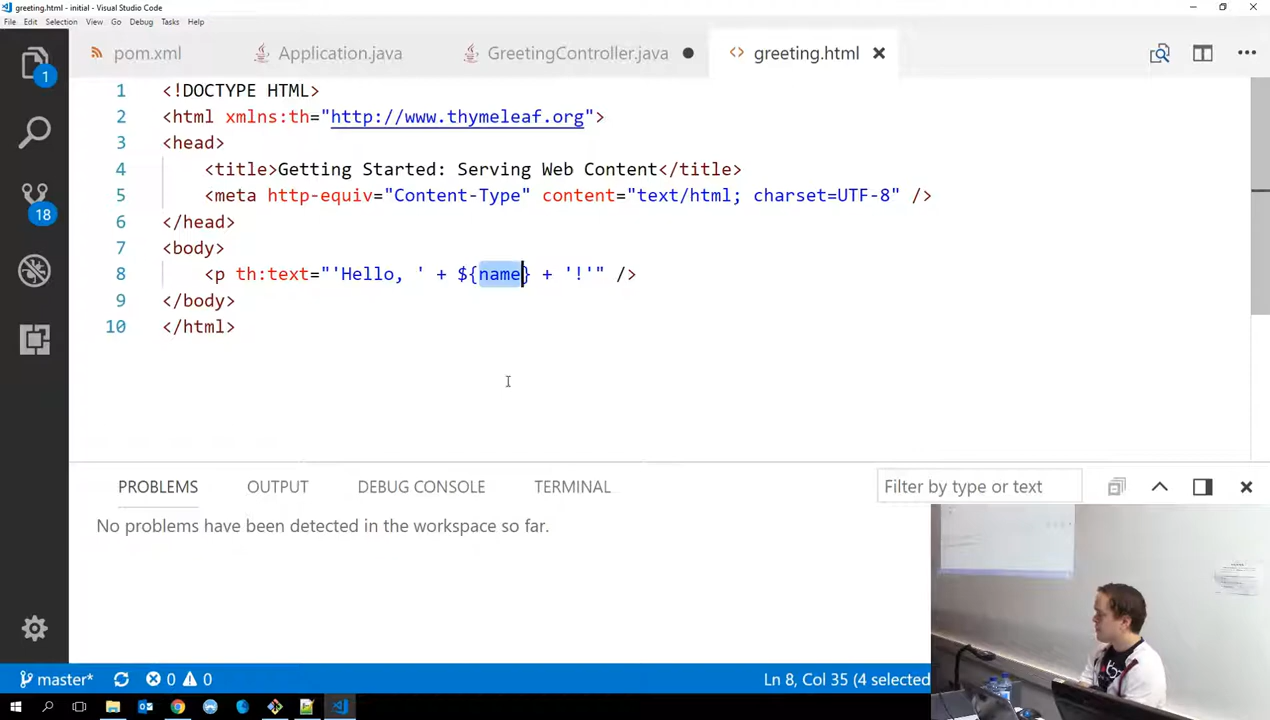 greeting.html - initial - Visual Studio Code
File Edit Selection View Go Debug Tasks Help
pom.xml Application.java GreetingController.java greeting.html
1 <!DOCTYPE HTML>
2 <html xmlns:th="http://www.thymeleaf.org">
3 <head>
4 <title>Getting Started: Serving Web Content</title>
5 <meta http-equiv="Content-Type" content="text/html; charset=UTF-8" />
6 </head>
7 <body>
8 <p th:text="'Hello, ' + ${name} + '!'" />
9 </body>
10 </html>
1
18
PROBLEMS OUTPUT DEBUG CONSOLE TERMINAL Filter by type or text
No problems have been detected in the workspace so far.
master* 0 0 Ln 8, Col 35 (4 selected